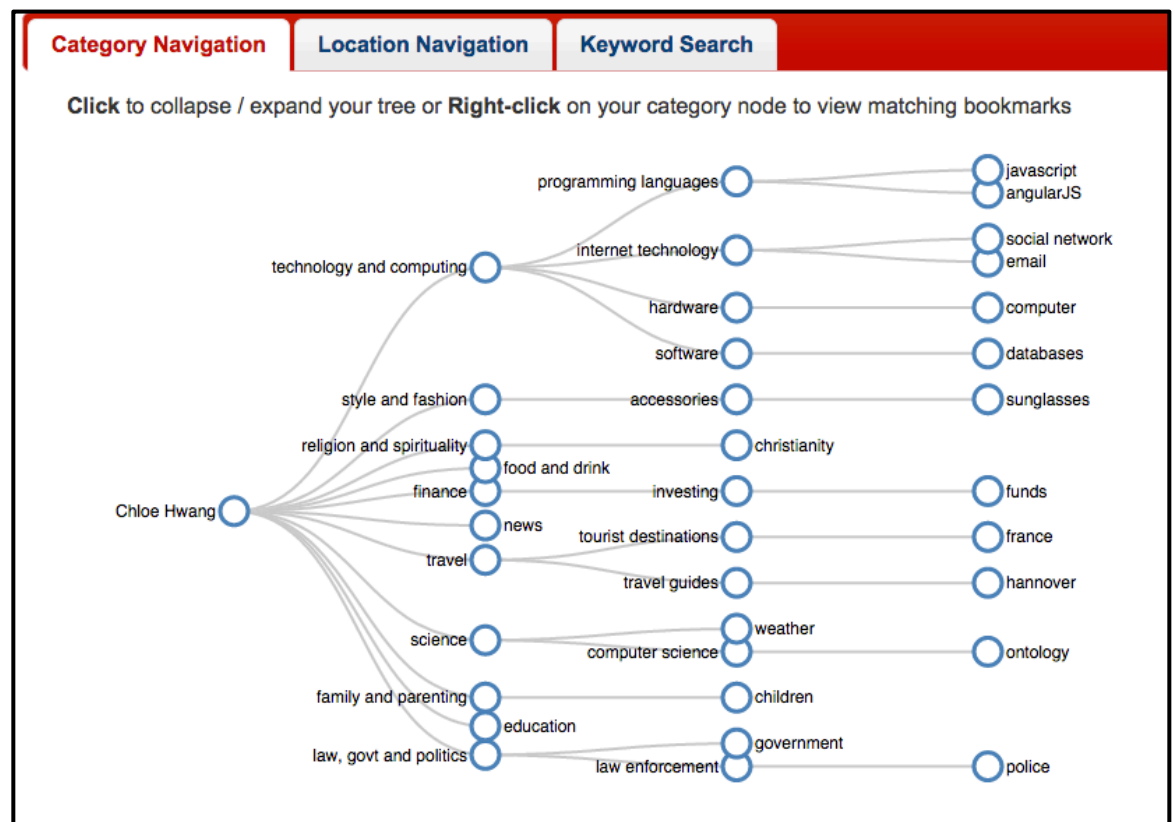 Category Navigation
Location Navigation
Keyword Search
Click to collapse / expand your tree or Right-click on your category node to view matching bookmarks
programming languages
javascript
angularJS
internet technology
social network
email
technology and computing
hardware
computer
software
databases
style and fashion
accessories
sunglasses
religion and spirituality
christianity
food and drink
finance
investing
funds
Chloe Hwang
news
tourist destinations
france
travel
travel guides
hannover
science
weather
computer science
ontology
family and parenting
children
education
law, govt and politics
government
law enforcement
police